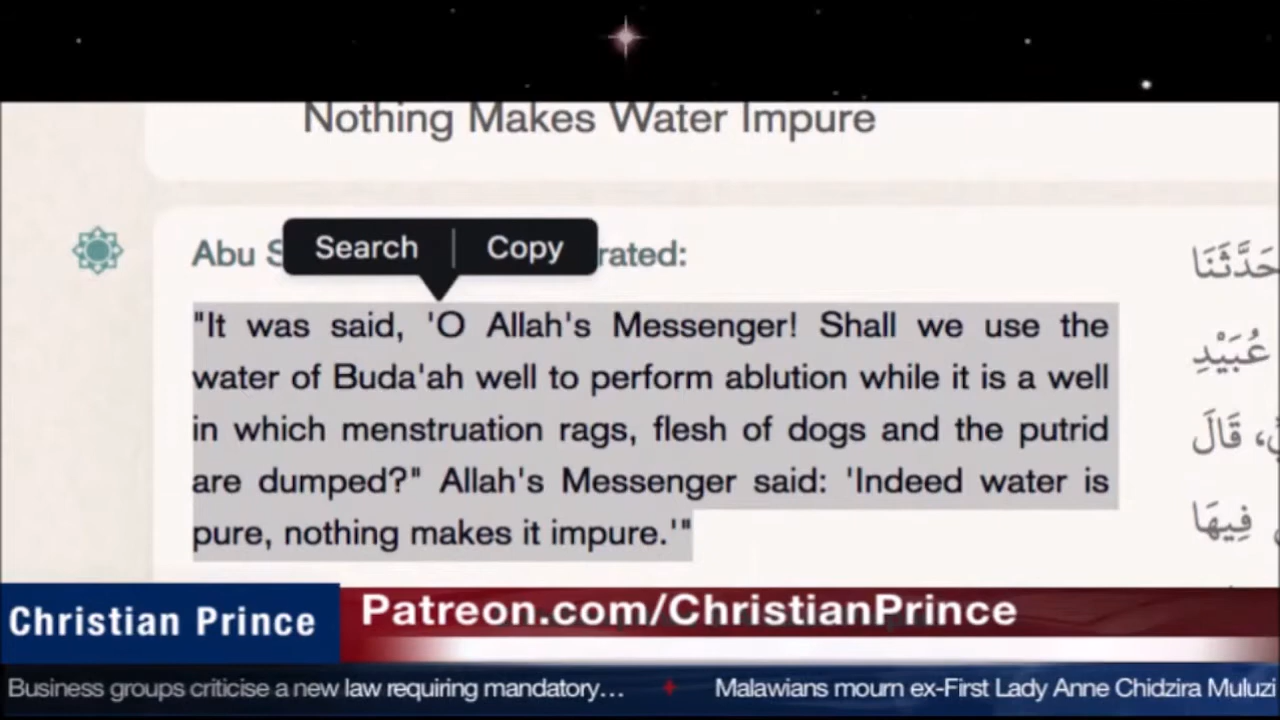 Nothing Makes Water Impure
Abu S
Search
Copy
rated:
حَدَّثَنَا
"It was said, 'O Allah's Messenger! Shall we use the
عُبَيْدِ
water of Buda'ah well to perform ablution while it is a well
in which menstruation rags, flesh of dogs and the putrid
قَالَ
are dumped?" Allah's Messenger said: 'Indeed water is
فِيهَا
pure, nothing makes it impure.'"
Christian Prince
Patreon.com/ChristianPrince
Business groups criticise a new law requiring mandatory...
Malawians mourn ex-First Lady Anne Chidzira Muluzi